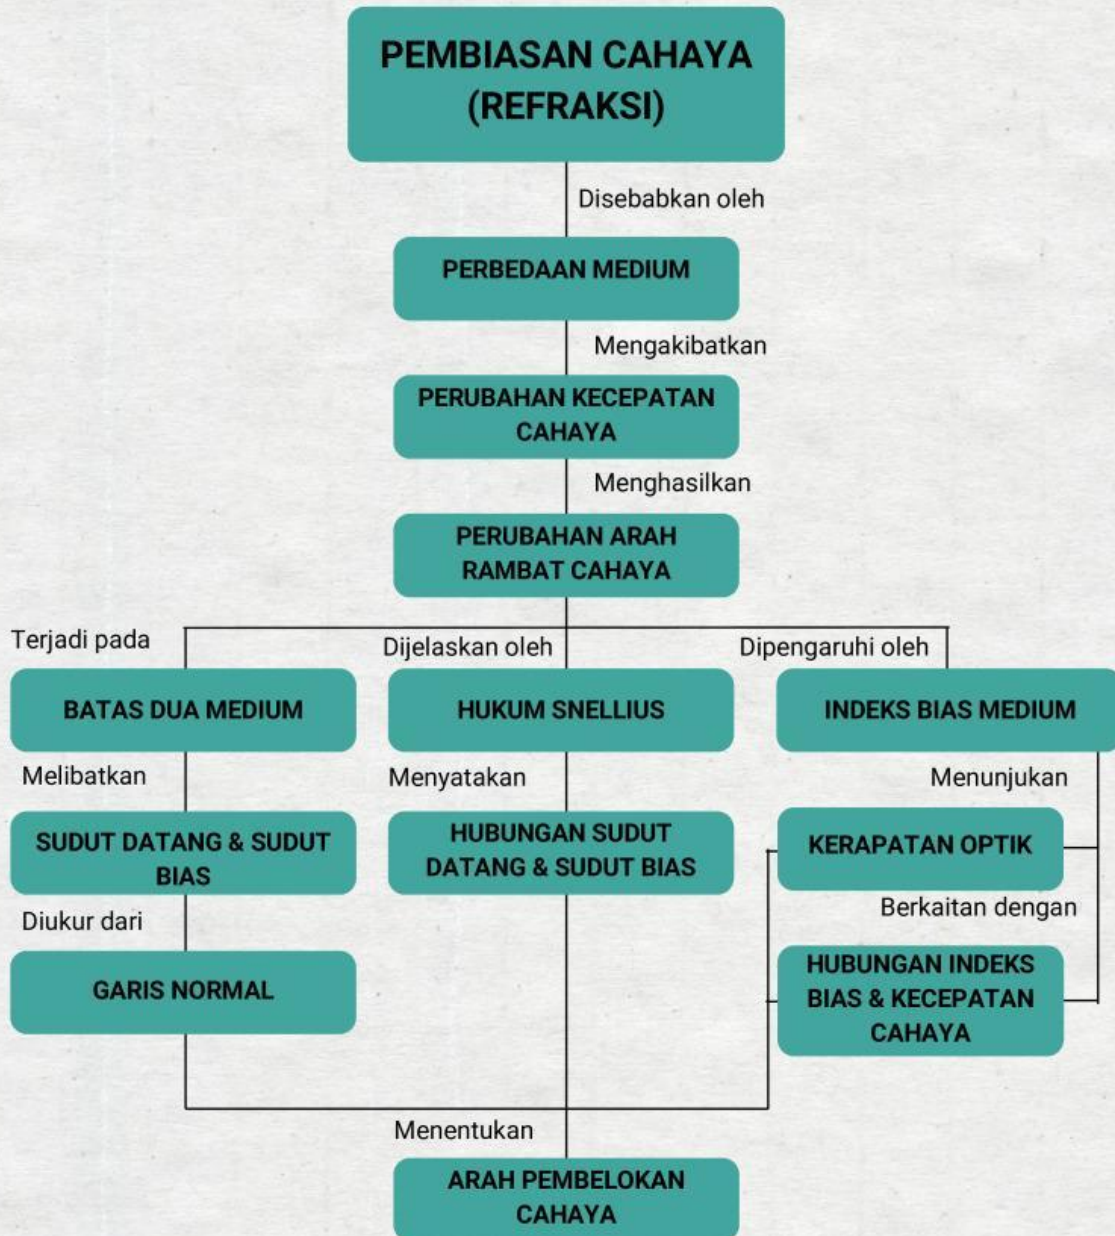 PEMBIASAN CAHAYA
(REFRAKSI)
Disebabkan oleh
PERBEDAAN MEDIUM
Mengakibatkan
PERUBAHAN KECEPATAN
CAHAYA
Menghasilkan
PERUBAHAN ARAH
RAMBAT CAHAYA
Terjadi pada
Dijelaskan oleh
Dipengaruhi oleh
BATAS DUA MEDIUM
HUKUM SNELLIUS
INDEKS BIAS MEDIUM
Melibatkan
Menyatakan
Menunjukan
SUDUT DATANG & SUDUT
BIAS
HUBUNGAN SUDUT
DATANG & SUDUT BIAS
KERAPATAN OPTIK
Diukur dari
Berkaitan dengan
GARIS NORMAL
HUBUNGAN INDEKS
BIAS & KECEPATAN
CAHAYA
Menentukan
ARAH PEMBELOKAN
CAHAYA